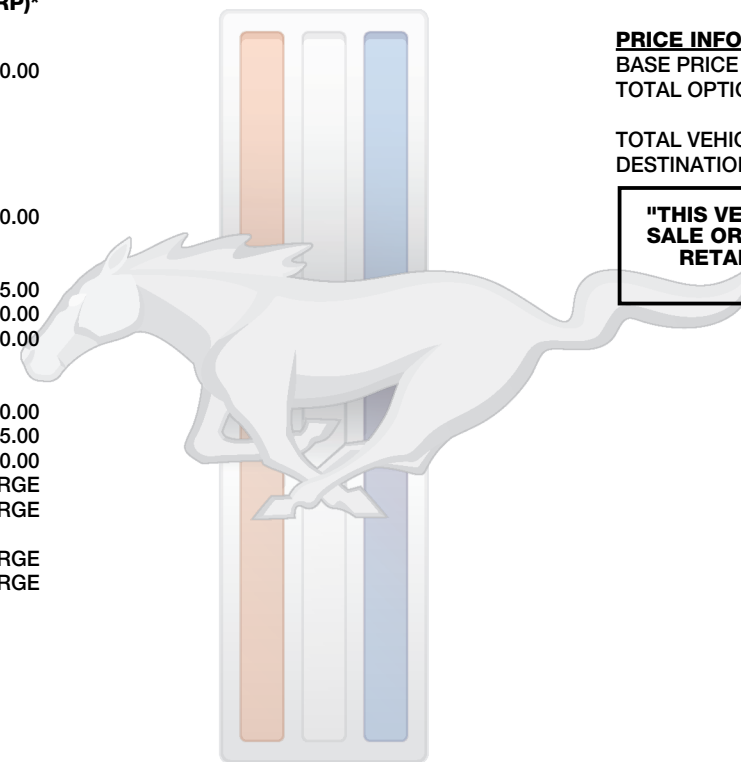 RP)*
0.00
0.00
5.00
0.00
0.00
0.00
5.00
0.00
RGE
RGE
RGE
RGE
PRICE INFO
BASE PRICE
TOTAL OPTIO
TOTAL VEHIC
DESTINATION
"THIS VE
SALE OR
RETAI